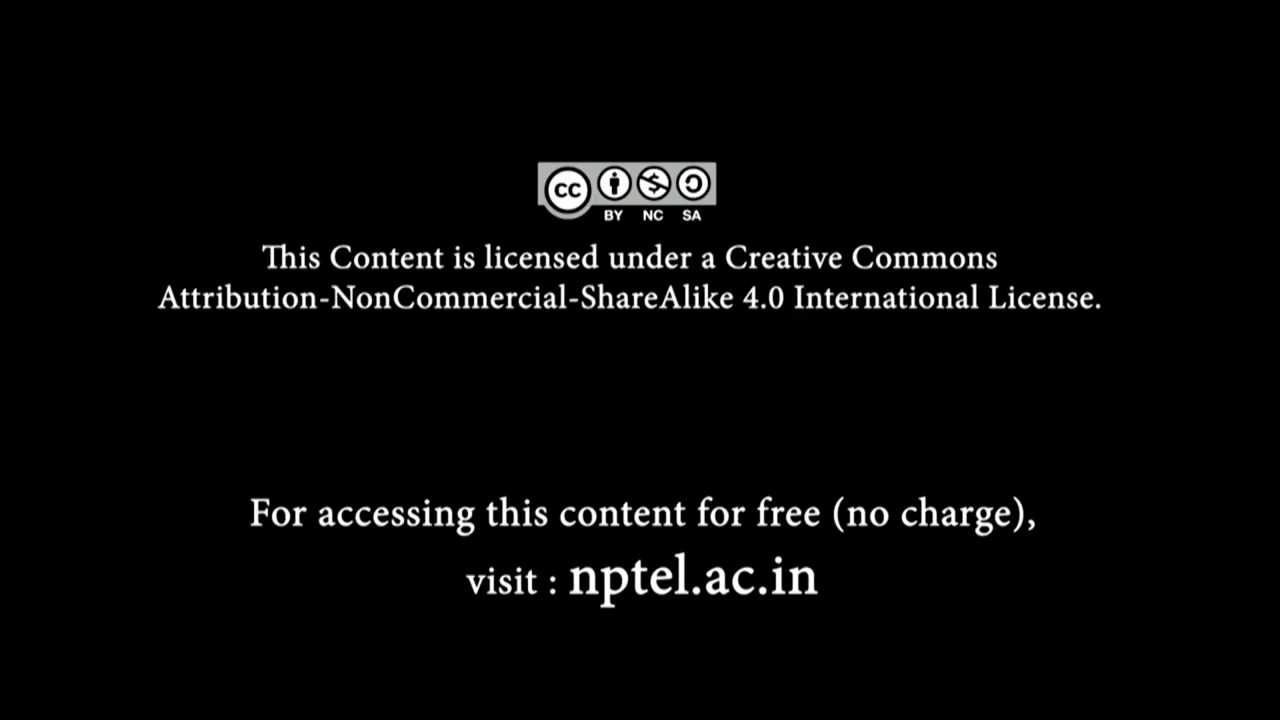 cc
BY NC SA
This Content is licensed under a Creative Commons
Attribution-NonCommercial-ShareAlike 4.0 International License.
For accessing this content for free (no charge),
visit : nptel.ac.in